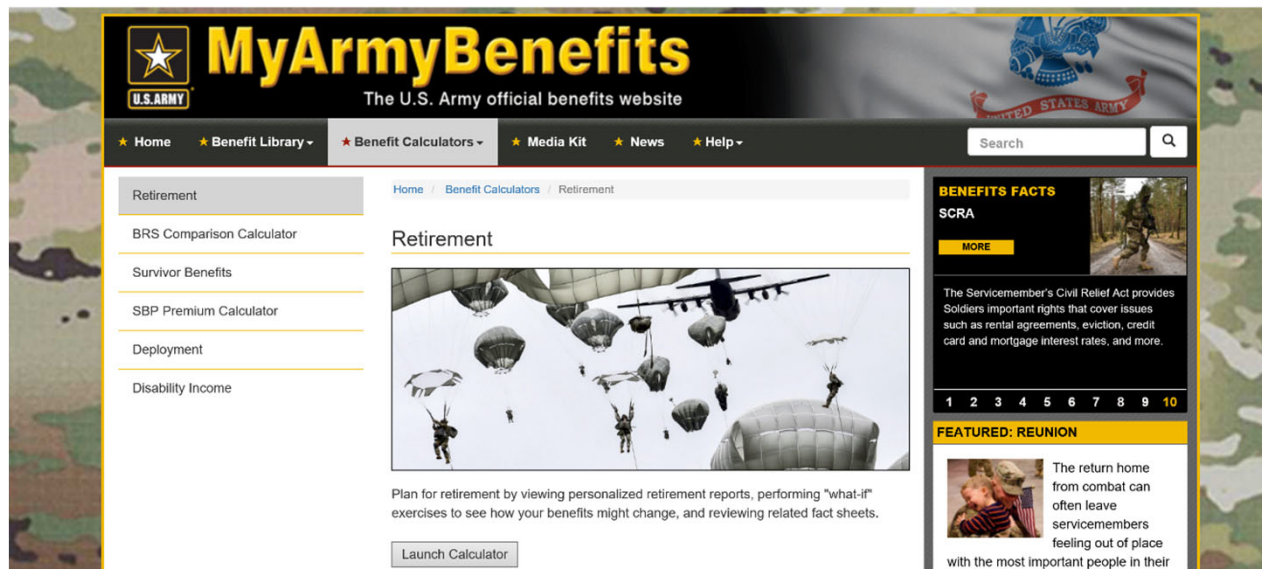 MyArmyBenefits
U.S.ARMY
The U.S. Army official benefits website
UNITED STATES ARMY
Home
Benefit Library
Benefit Calculators
Media Kit
News
Help
Search
Retirement
BRS Comparison Calculator
Survivor Benefits
SBP Premium Calculator
Deployment
Disability Income
Home / Benefit Calculators / Retirement
Retirement
Plan for retirement by viewing personalized retirement reports, performing "what-if"
exercises to see how your benefits might change, and reviewing related fact sheets.
Launch Calculator
BENEFITS FACTS
SCRA
MORE
The Servicemember's Civil Relief Act provides
Soldiers important rights that cover issues
such as rental agreements, eviction, credit
card and mortgage interest rates, and more.
1 2 3 4 5 6 7 8 9 10
FEATURED: REUNION
The return home
from combat can
often leave
servicemembers
feeling out of place
with the most important people in their